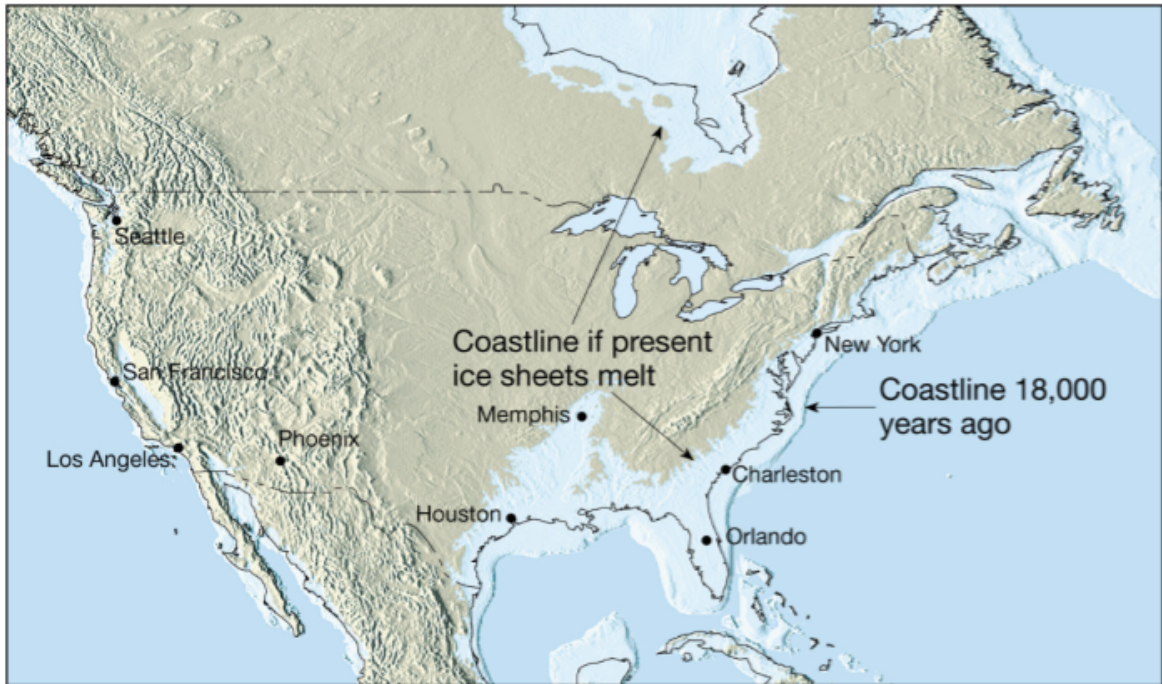 Seattle
Coastline if present
ice sheets melt
New York
San Francisco
Coastline 18,000
years ago
Memphis
Phoenix
Los Angeles
Charleston
Houston
Orlando